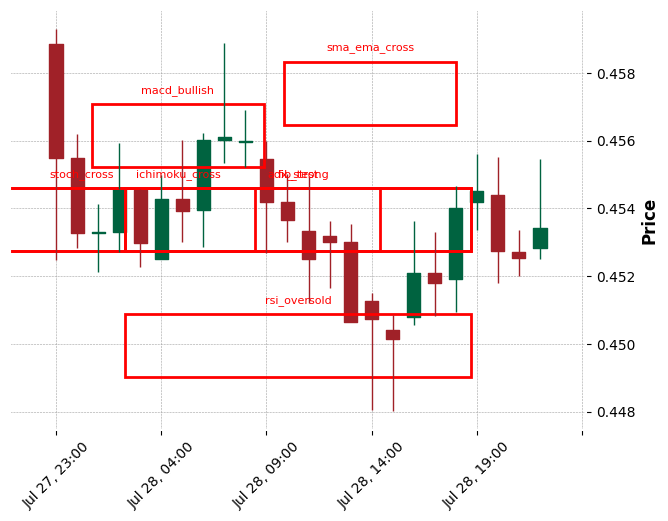 sma_ema_cross
macd_bullish
stoch_cross
ichimoku_cross
fib_test
rsi_oversold
0.458
0.456
0.454
0.452
0.450
0.448
Price
Jul 27, 23:00
Jul 28, 04:00
Jul 28, 09:00
Jul 28, 14:00
Jul 28, 19:00